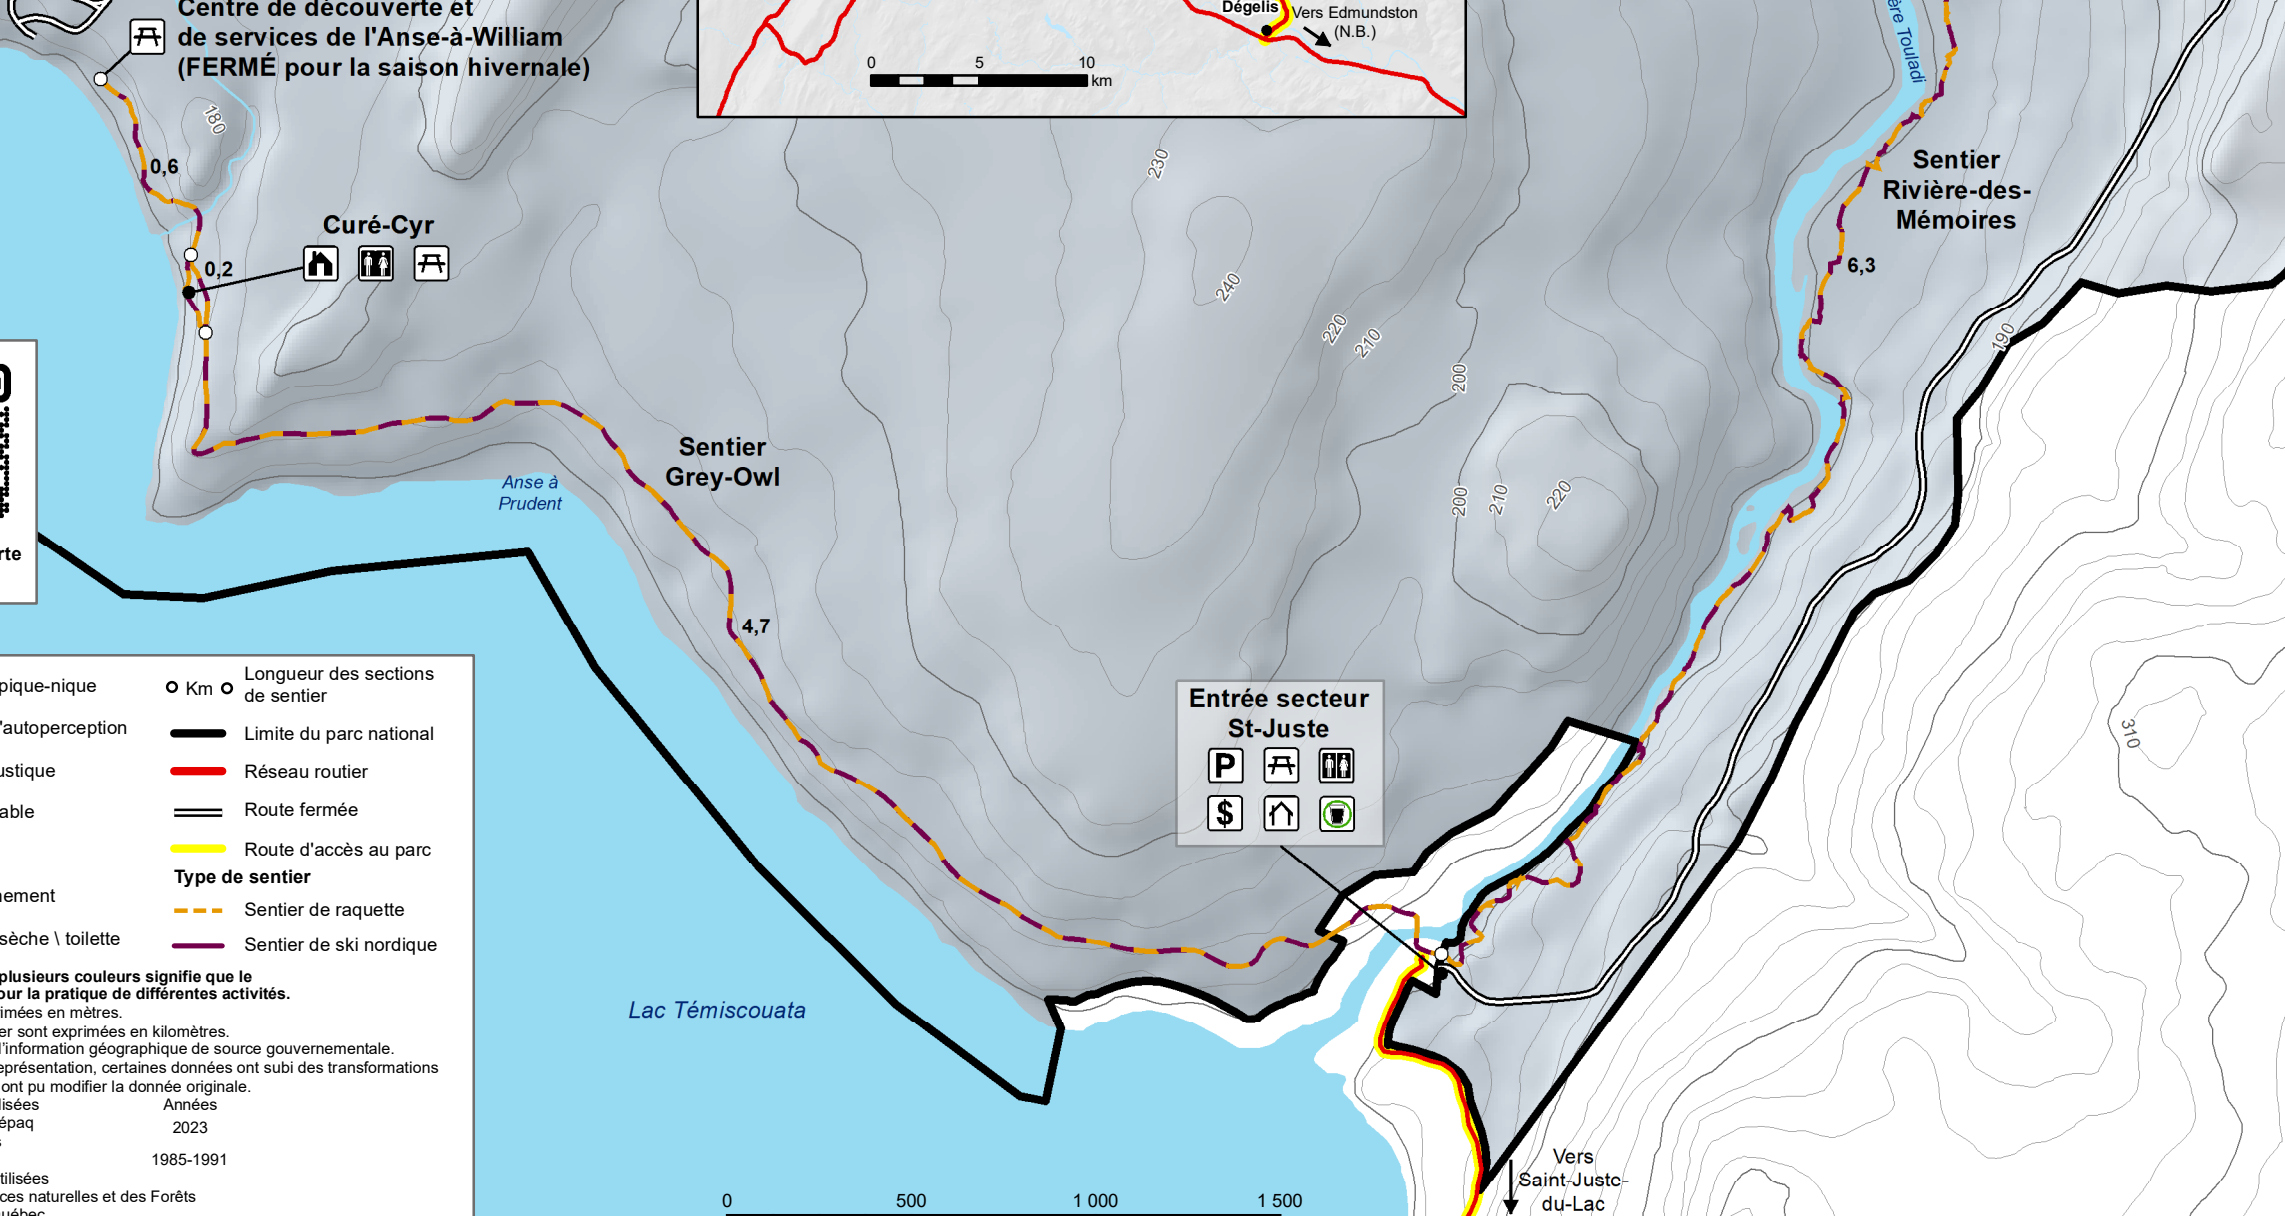 Centre de découverte et
de services de l'Anse-à-William
(FERMÉ pour la saison hivernale)
180
0,6
Curé-Cyr
0,2
Dégelis
Vers Edmundston
(N.B.)
0 5 10
km
230
240
220
210
200
200
210
220
Touladi
Sentier
Rivière-des-
Mémoires
6,3
190
310
Sentier
Grey-Owl
Anse à
Prudent
4,7
Lac Témiscouata
Entrée secteur
St-Juste
P
$
Vers
du-Lac
0 500 1 000 1 500
rte
pique-nique
'autoperception
ustique
able
nement
sèche \ toilette
Km
Longueur des sections
de sentier
Limite du parc national
Réseau routier
Route fermée
Route d'accès au parc
Type de sentier
Sentier de raquette
Sentier de ski nordique
plusieurs couleurs signifie que le
our la pratique de différentes activités.
imées en mètres.
er sont exprimées en kilomètres.
l'information géographique de source gouvernementale.
eprésentation, certaines données ont subi des transformations
ont pu modifier la donnée originale.
lisées Années
épaq 2023
s
1985-1991
tilisées
ces naturelles et des Forêts